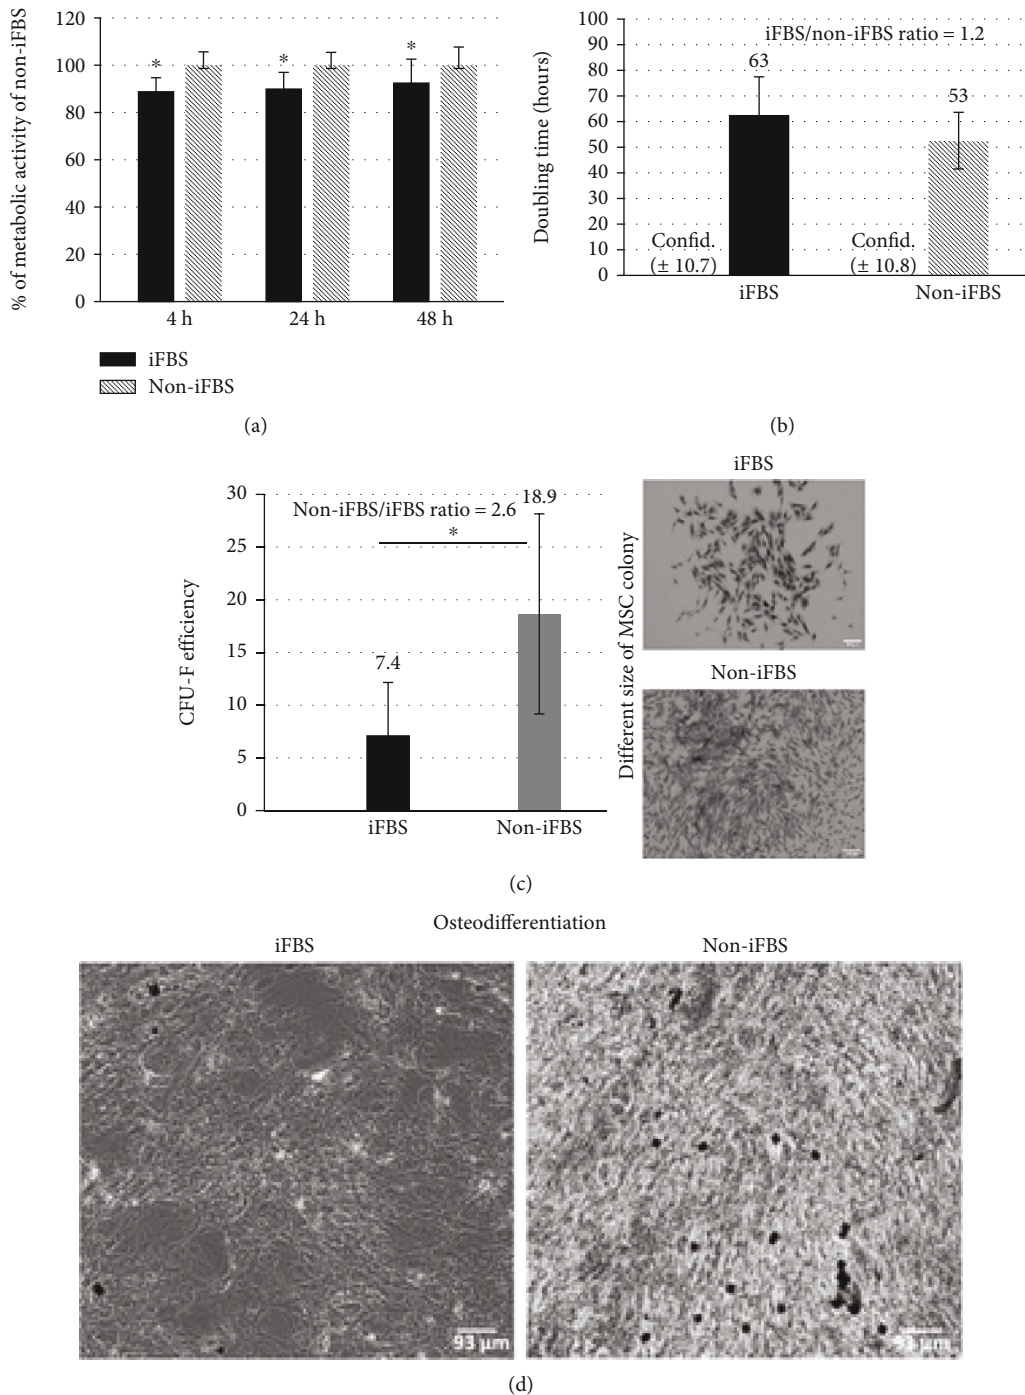 % of metabolic activity of non-iFBS
120
100
80
60
40
20
0
*
*
*
4 h
24 h
48 h
iFBS
Non-iFBS
(a)
Doubling time (hours)
100
90
80
70
60
50
40
30
20
10
0
iFBS/non-iFBS ratio = 1.2
63
53
Confid.
(± 10.7)
Confid.
(± 10.8)
iFBS
Non-iFBS
(b)
CFU-F efficiency
30
25
20
15
10
5
0
Non-iFBS/iFBS ratio = 2.6
18.9
*
7.4
iFBS
Non-iFBS
Different size of MSC colony
iFBS
Non-iFBS
(c)
Osteodifferentiation
iFBS
Non-iFBS
93 µm
93 µm
(d)